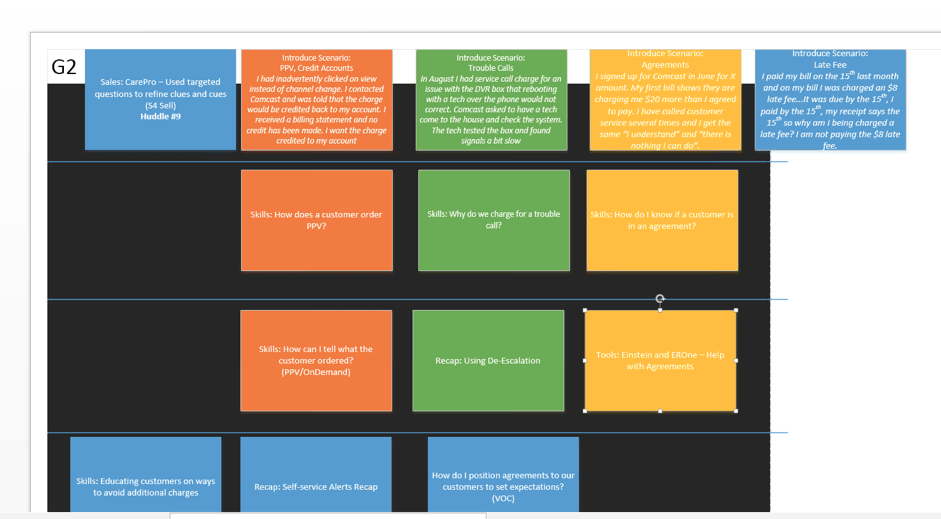 G2
Sales: CarePro – Used targeted
questions to refine clues and cues
(S4 Sell)
Huddle #9
Introduce Scenario:
PPV, Credit Accounts
I had inadvertently clicked on view
instead of channel change. I contacted
Comcast and was told that the charge
would be credited back to my account. I
received a billing statement and no
credit has been made. I want the charge
credited to my account
Introduce Scenario:
Trouble Calls
In August I had service call charge for an
issue with the DVR box that rebooting
with a tech over the phone would not
correct. Comcast asked to have a tech
come to the house and check the system.
The tech tested the box and found
signals a bit slow
Introduce Scenario:
Agreements
I signed up for Comcast in June for X
amount. My first bill shows they are
charging me $20 more than I agreed
to pay. I have called customer
service several times and I get the
same "I understand" and "there is
nothing I can do".
Introduce Scenario:
Late Fee
I paid my bill on the 15th last month
and on my bill I was charged an $8
late fee...It was due by the 15th, I
paid by the 15th, my receipt says the
15th so why am I being charged a
late fee? I am not paying the $8 late
fee.
Skills: How does a customer order
PPV?
Skills: Why do we charge for a trouble
call?
Skills: How do I know if a customer is
in an agreement?
Skills: How can I tell what the
customer ordered?
(PPV/OnDemand)
Recap: Using De-Escalation
Tools: Einstein and EROne – Help
with Agreements
Skills: Educating customers on ways
to avoid additional charges
Recap: Self-service Alerts Recap
How do I position agreements to our
customers to set expectations?
(VOC)